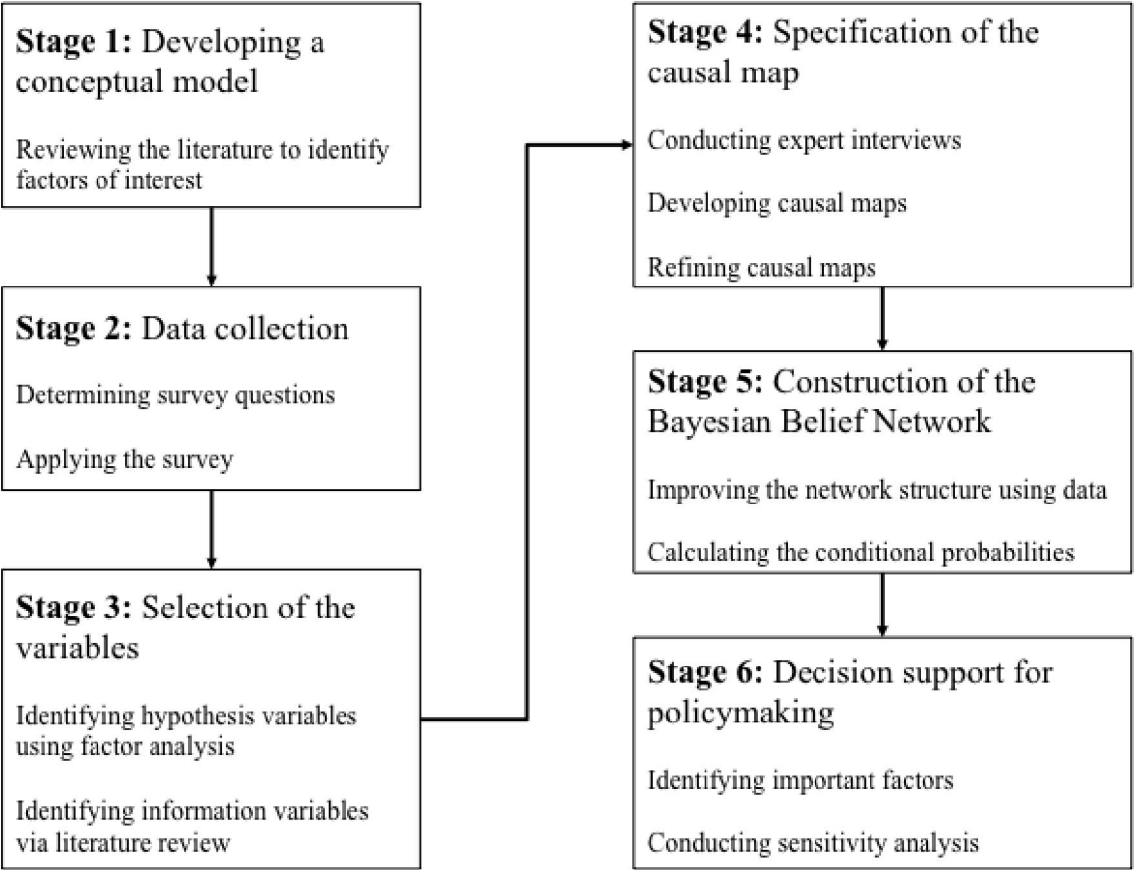 Stage 1: Developing a
conceptual model
Reviewing the literature to identify
factors of interest
Stage 2: Data collection
Determining survey questions
Applying the survey
Stage 3: Selection of the
variables
Identifying hypothesis variables
using factor analysis
Identifying information variables
via literature review
Stage 4: Specification of the
causal map
Conducting expert interviews
Developing causal maps
Refining causal maps
Stage 5: Construction of the
Bayesian Belief Network
Improving the network structure using data
Calculating the conditional probabilities
Stage 6: Decision support for
policymaking
Identifying important factors
Conducting sensitivity analysis